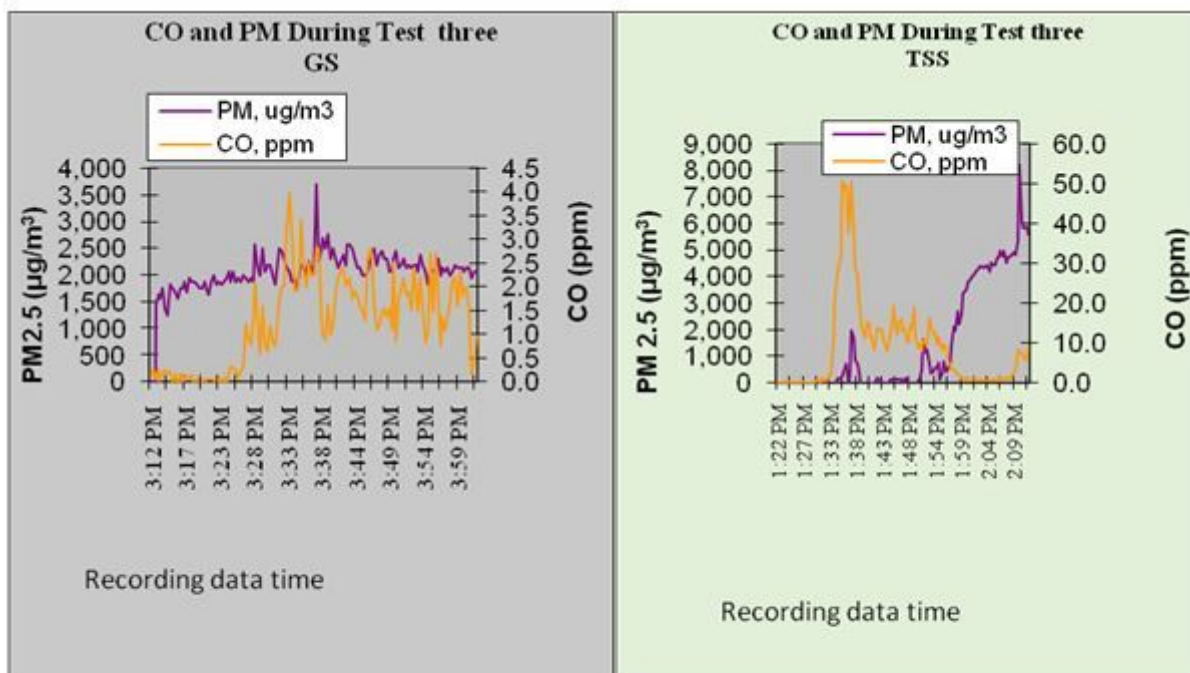 CO and PM During Test  three
GS
PM, ug/m3
CO, ppm
4,000
3,500
3,000
2,500
2,000
1,500
1,000
500
0
4.5
4.0
3.5
3.0
2.5
2.0
1.5
1.0
0.5
0.0
PM2.5 (µg/m³)
CO (ppm)
3:12 PM
3:17 PM
3:23 PM
3:28 PM
3:33 PM
3:38 PM
3:44 PM
3:49 PM
3:54 PM
3:59 PM
Recording data time
CO and PM During Test three
TSS
PM, ug/m3
CO, ppm
9,000
8,000
7,000
6,000
5,000
4,000
3,000
2,000
1,000
0
60.0
50.0
40.0
30.0
20.0
10.0
0.0
PM 2.5 (µg/m³)
CO (ppm)
1:22 PM
1:27 PM
1:33 PM
1:38 PM
1:43 PM
1:48 PM
1:54 PM
1:59 PM
2:04 PM
2:09 PM
Recording data time